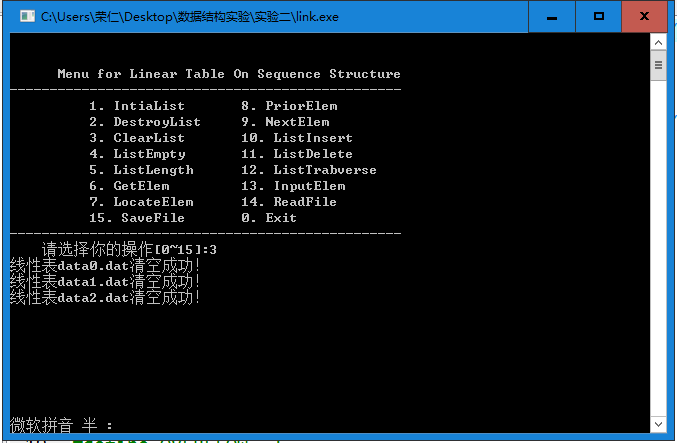 C:\Users\荣仁\Desktop\数据结构实验\实验二\link.exe
Menu for Linear Table On Sequence Structure
-------------------------------------------------
1. IntiaList 8. PriorElem
2. DestroyList 9. NextElem
3. ClearList 10. ListInsert
4. ListEmpty 11. ListDelete
5. ListLength 12. ListTrabverse
6. GetElem 13. InputElem
7. LocateElem 14. ReadFile
15. SaveFile 0. Exit
-------------------------------------------------
请选择你的操作[0~15]:3
线性表data0.dat清空成功!
线性表data1.dat清空成功!
线性表data2.dat清空成功!
微软拼音 半 :